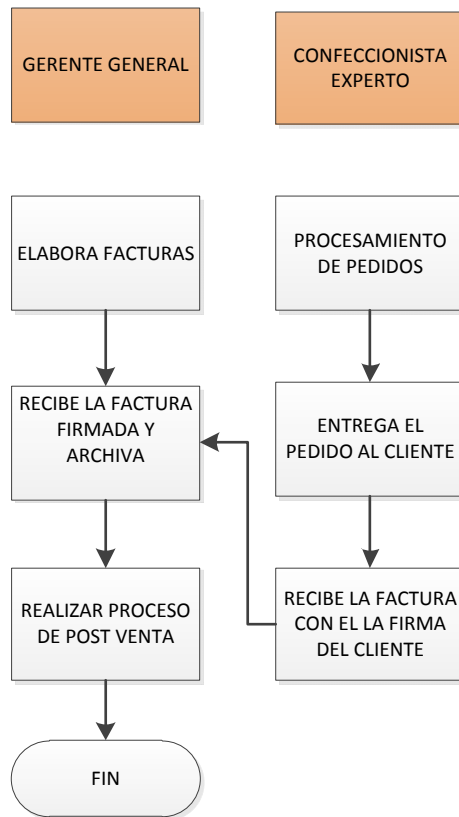 GERENTE GENERAL
CONFECCIONISTA
EXPERTO
ELABORA FACTURAS
PROCESAMIENTO
DE PEDIDOS
RECIBE LA FACTURA
FIRMADA Y
ARCHIVA
ENTREGA EL
PEDIDO AL CLIENTE
REALIZAR PROCESO
DE POST VENTA
RECIBE LA FACTURA
CON EL LA FIRMA
DEL CLIENTE
FIN